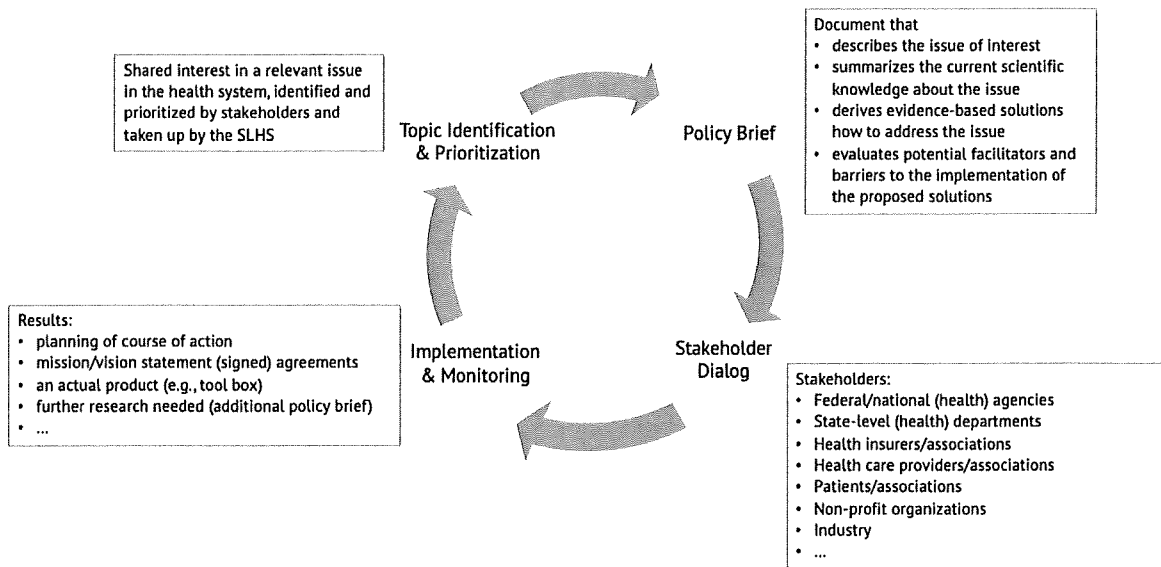 Shared interest in a relevant issue
in the health system, identified and
prioritized by stakeholders and
taken up by the SLHS
Topic Identification
& Prioritization
Policy Brief
Document that
• describes the issue of interest
• summarizes the current scientific
knowledge about the issue
• derives evidence-based solutions
how to address the issue
• evaluates potential facilitators and
barriers to the implementation of
the proposed solutions
Stakeholder
Dialog
Stakeholders:
• Federal/national (health) agencies
• State-level (health) departments
• Health insurers/associations
• Health care providers/associations
• Patients/associations
• Non-profit organizations
• Industry
• ...
Implementation
& Monitoring
Results:
• planning of course of action
• mission/vision statement (signed) agreements
• an actual product (e.g., tool box)
• further research needed (additional policy brief)
• ...